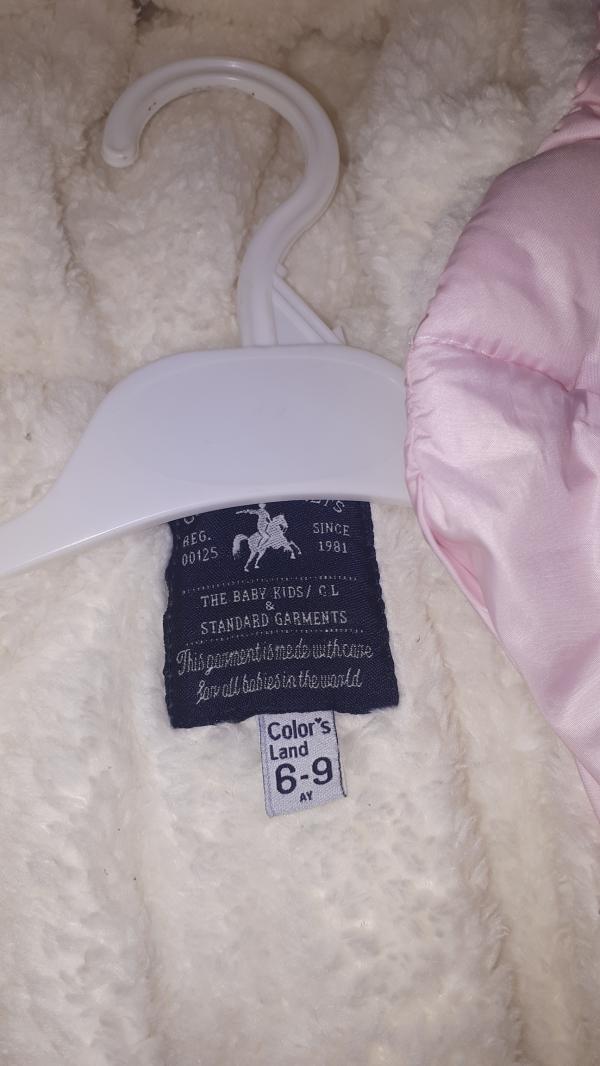 REG.
00125
SINCE
1981
THE BABY KIDS/ C.L
&
STANDARD GARMENTS
This garment is mede with care
for all babies in the world
Color's
Land
6-9
AY